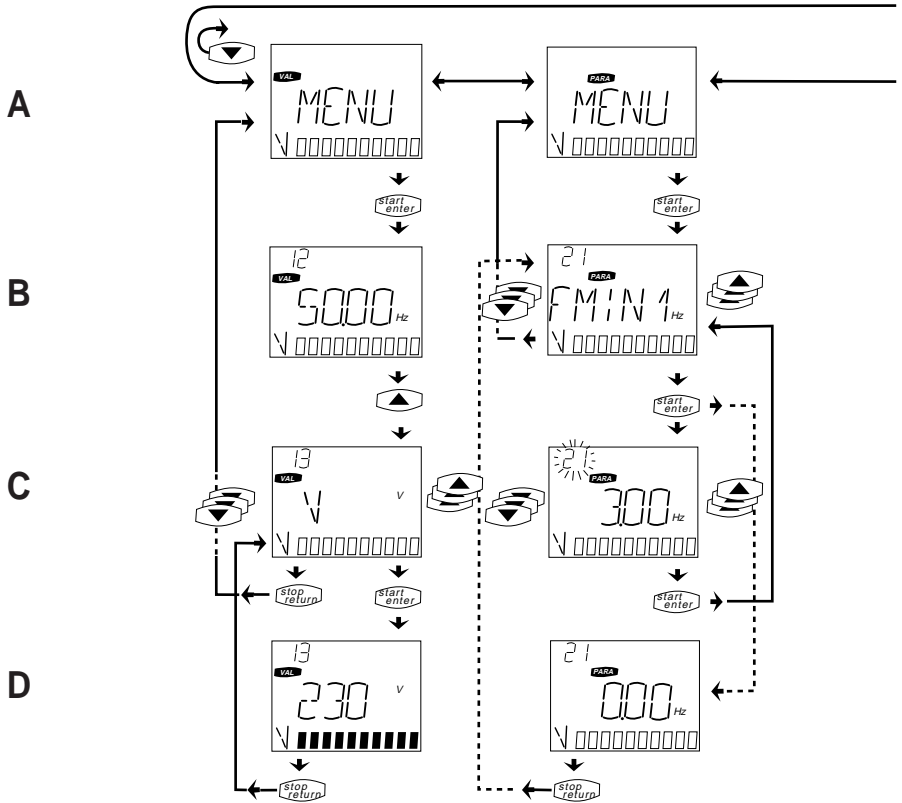 A
VAL
MENU
V
PARA
MENU
V
start
enter
start
enter
B
12
VAL
50.00 Hz
V
21
PARA
FMIN1 Hz
V
start
enter
C
13
VAL
V V
V
21
PARA
3.00 Hz
V
stop
return
start
enter
start
enter
D
13
VAL
230 V
V
21
PARA
0.00 Hz
V
stop
return
stop
return